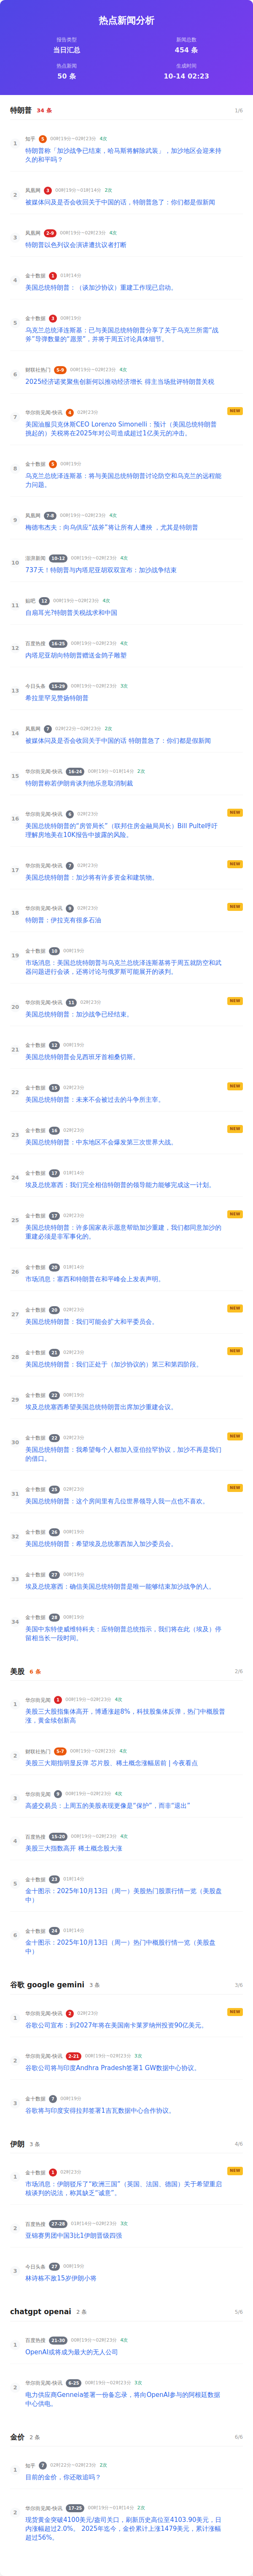 热点新闻分析
报告类型
当日汇总
新闻总数
454 条
热点新闻
50 条
生成时间
10-14 02:23
特朗普 34 条 1/6
1 知乎 5 00时19分~02时23分 4次
特朗普称「加沙战争已结束，哈马斯将解除武装」，加沙地区会迎来持
久的和平吗？
2 凤凰网 3 00时19分~01时14分 2次
被媒体问及是否会收回关于中国的话，特朗普急了：你们都是假新闻
3 凤凰网 2-9 00时19分~02时23分 4次
特朗普以色列议会演讲遭抗议者打断
4 金十数据 1 01时14分
美国总统特朗普：（谈加沙协议）重建工作现已启动。
5 金十数据 3 00时19分
乌克兰总统泽连斯基：已与美国总统特朗普分享了关于乌克兰所需“战
斧”导弹数量的“愿景”，并将于周五讨论具体细节。
6 财联社热门 5-9 00时19分~02时23分 4次
2025经济诺奖聚焦创新何以推动经济增长 得主当场批评特朗普关税
7 华尔街见闻-快讯 4 02时23分 NEW
美国油服贝克休斯CEO Lorenzo Simonelli：预计（美国总统特朗普
挑起的）关税将在2025年对公司造成超过1亿美元的冲击。
8 金十数据 5 00时19分
乌克兰总统泽连斯基：将与美国总统特朗普讨论防空和乌克兰的远程能
力问题。
9 凤凰网 7-8 00时19分~02时23分 4次
梅德韦杰夫：向乌供应“战斧”将让所有人遭殃 ，尤其是特朗普
10 澎湃新闻 10-12 00时19分~02时23分 4次
737天！特朗普与内塔尼亚胡双双宣布：加沙战争结束
11 贴吧 12 00时19分~02时23分 4次
自扇耳光?特朗普关税战求和中国
12 百度热搜 16-25 00时19分~02时23分 4次
内塔尼亚胡向特朗普赠送金鸽子雕塑
13 今日头条 15-29 00时19分~02时23分 3次
希拉里罕见赞扬特朗普
14 凤凰网 7 02时22分~02时23分 2次
被媒体问及是否会收回关于中国的话 特朗普急了：你们都是假新闻
15 华尔街见闻-快讯 16-24 00时19分~01时14分 2次
特朗普称若伊朗肯谈判他乐意取消制裁
16 华尔街见闻-快讯 6 02时23分 NEW
美国总统特朗普的“房管局长”（联邦住房金融局局长）Bill Pulte呼吁
理解房地美在10K报告中披露的风险。
17 华尔街见闻-快讯 7 02时23分 NEW
美国总统特朗普：加沙将有许多资金和建筑物。
18 华尔街见闻-快讯 9 02时23分 NEW
特朗普：伊拉克有很多石油
19 金十数据 10 00时19分
市场消息：美国总统特朗普与乌克兰总统泽连斯基将于周五就防空和武
器问题进行会谈，还将讨论与俄罗斯可能展开的谈判。
20 华尔街见闻-快讯 11 02时23分 NEW
美国总统特朗普：加沙战争已经结束。
21 金十数据 12 00时19分
美国总统特朗普会见西班牙首相桑切斯。
22 金十数据 15 02时23分 NEW
美国总统特朗普：未来不会被过去的斗争所主宰。
23 金十数据 16 02时23分 NEW
美国总统特朗普：中东地区不会爆发第三次世界大战。
24 金十数据 17 01时14分
埃及总统塞西：我们完全相信特朗普的领导能力能够完成这一计划。
25 金十数据 17 02时23分 NEW
美国总统特朗普：许多国家表示愿意帮助加沙重建，我们都同意加沙的
重建必须是非军事化的。
26 金十数据 20 01时14分
市场消息：塞西和特朗普在和平峰会上发表声明。
27 金十数据 20 02时23分 NEW
美国总统特朗普：我们可能会扩大和平委员会。
28 金十数据 21 02时23分 NEW
美国总统特朗普：我们正处于（加沙协议的）第三和第四阶段。
29 金十数据 22 00时19分
埃及总统塞西希望美国总统特朗普出席加沙重建会议。
30 金十数据 22 02时23分 NEW
美国总统特朗普：我希望每个人都加入亚伯拉罕协议，加沙不再是我们
的借口。
31 金十数据 25 02时23分 NEW
美国总统特朗普：这个房间里有几位世界领导人我一点也不喜欢。
32 金十数据 26 00时19分
美国总统特朗普：希望埃及总统塞西加入加沙委员会。
33 金十数据 27 00时19分
埃及总统塞西：确信美国总统特朗普是唯一能够结束加沙战争的人。
34 金十数据 28 00时19分
美国中东特使威特科夫：应特朗普总统指示，我们将在此（埃及）停
留相当长一段时间。
美股 6 条 2/6
1 华尔街见闻 1 00时19分~02时23分 4次
美股三大股指集体高开，博通涨超8%，科技股集体反弹，热门中概股普
涨，黄金续创新高
2 财联社热门 5-7 00时19分~02时23分 4次
美股三大期指明显反弹 芯片股、稀土概念涨幅居前 | 今夜看点
3 华尔街见闻 9 00时19分~02时23分 4次
高盛交易员：上周五的美股表现更像是“保护”，而非“退出”
4 百度热搜 15-20 00时19分~02时23分 4次
美股三大指数高开 稀土概念股大涨
5 金十数据 23 01时14分
金十图示：2025年10月13日（周一）美股热门股票行情一览（美股盘
中）
6 金十数据 24 01时14分
金十图示：2025年10月13日（周一）热门中概股行情一览（美股盘
中）
谷歌 google gemini 3 条 3/6
1 华尔街见闻-快讯 2 02时23分 NEW
谷歌公司宣布：到2027年将在美国南卡莱罗纳州投资90亿美元。
2 华尔街见闻-快讯 2-21 00时19分~02时23分 3次
谷歌公司将与印度Andhra Pradesh签署1 GW数据中心协议。
3 金十数据 7 00时19分
谷歌将与印度安得拉邦签署1吉瓦数据中心合作协议。
伊朗 3 条 4/6
1 金十数据 1 02时23分 NEW
市场消息：伊朗驳斥了“欧洲三国”（英国、法国、德国）关于希望重启
核谈判的说法，称其缺乏“诚意”。
2 百度热搜 27-28 01时14分~02时23分 3次
亚锦赛男团中国3比1伊朗晋级四强
3 今日头条 27 00时19分
林诗栋不敌15岁伊朗小将
chatgpt openai 2 条 5/6
1 百度热搜 21-30 00时19分~02时23分 4次
OpenAI或将成为最大的无人公司
2 华尔街见闻-快讯 6-25 00时19分~02时23分 3次
电力供应商Genneia签署一份备忘录，将向OpenAI参与的阿根廷数据
中心供电。
金价 2 条 6/6
1 知乎 7 02时22分~02时23分 2次
目前的金价，你还敢追吗？
2 华尔街见闻-快讯 17-25 00时19分~01时14分 2次
现货黄金突破4100美元/盎司关口，刷新历史高位至4103.90美元，日
内涨幅超过2.0%。 2025年迄今，金价累计上涨1479美元，累计涨幅
超过56%。